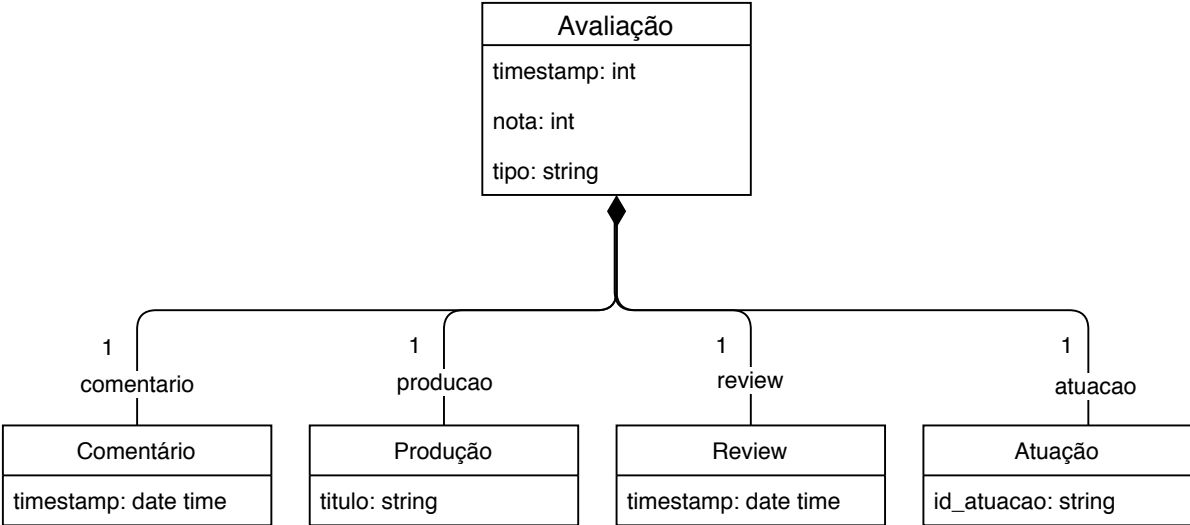 Avaliação
timestamp: int
nota: int
tipo: string
1
1
1
1
comentario
producao
review
atuacao
Comentário
Produção
Review
Atuação
timestamp: date time
titulo: string
timestamp: date time
id_atuacao: string